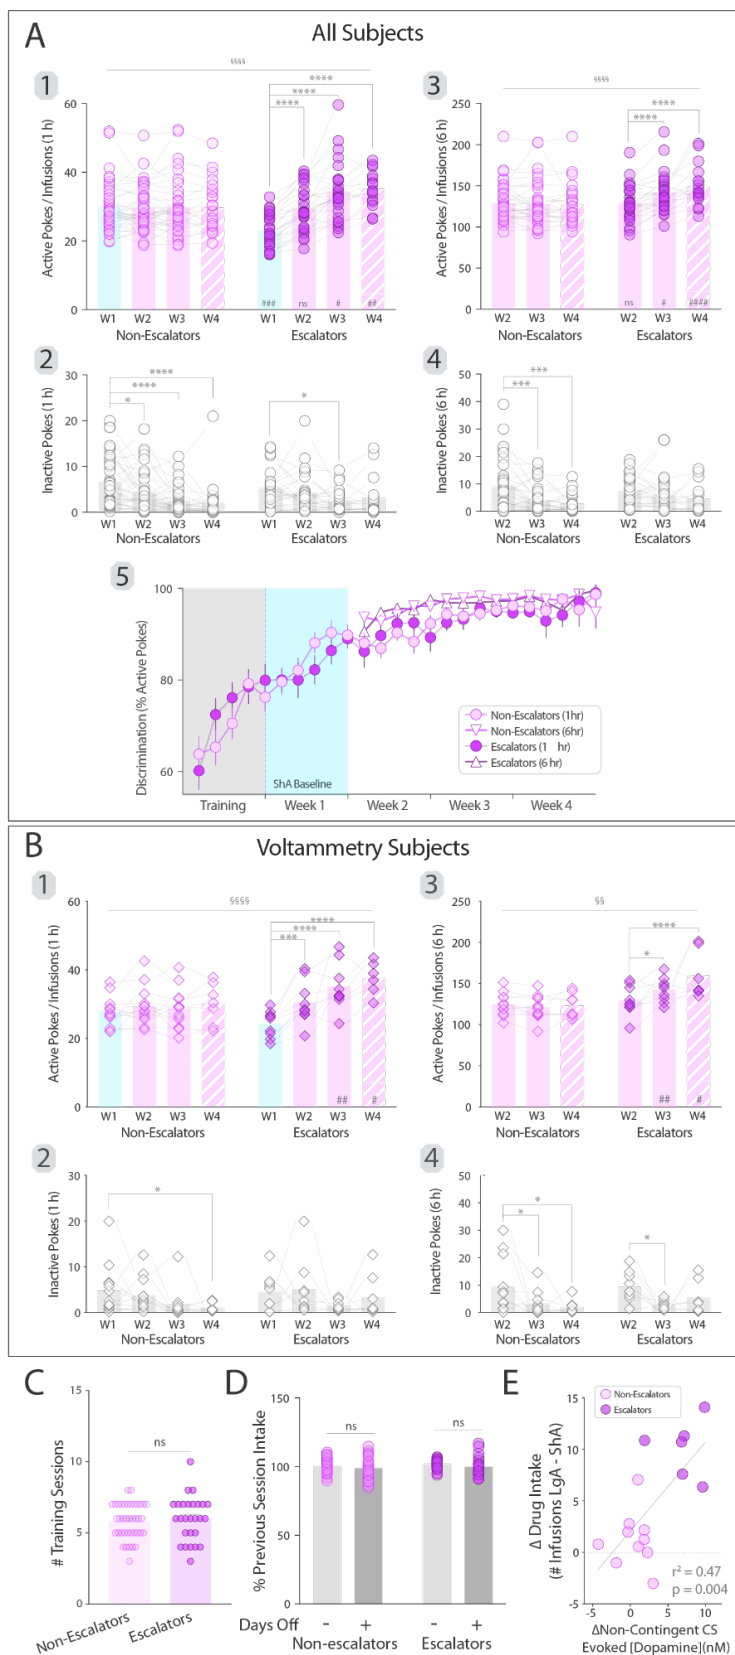 A
All Subjects
1
§§§§
****
****
****
Active Pokes / Infusions (1 h)
60
40
20
0
### ns # ##
W1 W2 W3 W4 W1 W2 W3 W4
Non-Escalators Escalators
3
§§§§
****
****
Active Pokes / Infusions (6 h)
250
200
150
100
50
0
ns # ####
W2 W3 W4 W2 W3 W4
Non-Escalators Escalators
2
****
****
*
*
Inactive Pokes (1 h)
30
20
10
0
W1 W2 W3 W4 W1 W2 W3 W4
Non-Escalators Escalators
4
***
***
Inactive Pokes (6 h)
50
40
30
20
10
0
W2 W3 W4 W2 W3 W4
Non-Escalators Escalators
5
Discrimination (% Active Pokes)
100
80
60
Non-Escalators (1hr)
Non-Escalators (6hr)
Escalators (1 hr)
Escalators (6 hr)
ShA Baseline
Training Week 1 Week 2 Week 3 Week 4
B
Voltammetry Subjects
1
§§§§
****
****
***
Active Pokes / Infusions (1 h)
60
40
20
0
## #
W1 W2 W3 W4 W1 W2 W3 W4
Non-Escalators Escalators
3
§§
****
*
Active Pokes / Infusions (6 h)
250
200
150
100
50
0
## #
W2 W3 W4 W2 W3 W4
Non-Escalators Escalators
2
*
Inactive Pokes (1 h)
30
20
10
0
W1 W2 W3 W4 W1 W2 W3 W4
Non-Escalators Escalators
4
*
*
*
Inactive Pokes (6 h)
50
40
30
20
10
0
W2 W3 W4 W2 W3 W4
Non-Escalators Escalators
C
# Training Sessions
15
10
5
0
ns
Non-Escalators
Escalators
D
% Previous Session Intake
150
100
50
0
ns ns
Days Off - + - +
Non-escalators Escalators
E
Δ Drug Intake
(# Infusions LgA - ShA)
15
10
5
0
-5
Non-Escalators
Escalators
r² = 0.47
p = 0.004
-5 0 5 10
ΔNon-Contingent CS
Evoked [Dopamine](nM)